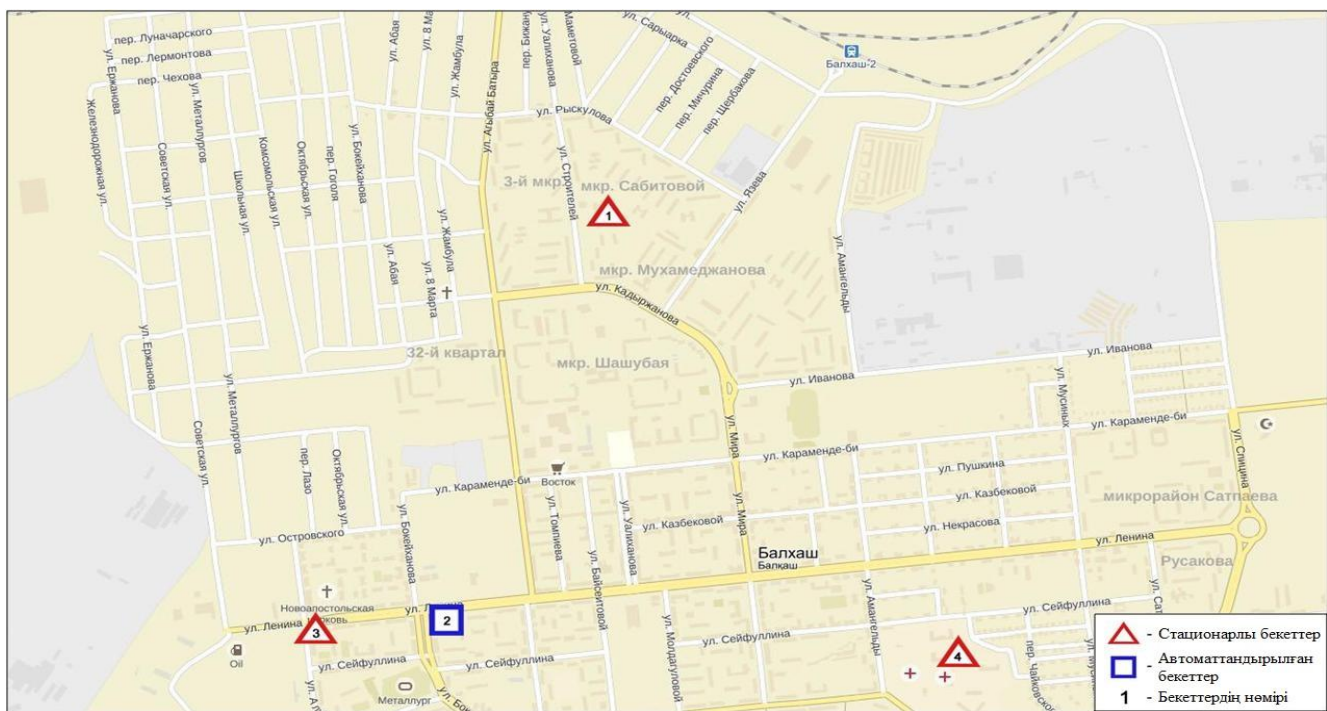 пер. Луначарского
пер. Лермонтова
пер. Чехова
ул. Ержанова
ул. Металлургов
Железнодорожная ул.
Советская ул.
Школьная ул.
Комсомольская ул.
Октябрьская ул.
пер. Гоголя
ул. Бокейханова
ул. Абая
ул. 8 Ма
ул. Жамбула
ул. Абая
ул. 8 Марта
ул. Жамбула
ул. Агыбай Батыра
пер. Бижан
ул. Уалиханова
Маметовой
ул. Сарыарка
ул.
пер. Достоевского
пер. Мичурина
пер. Щербакова
Балхаш-2
ул. Рыскулова
ул. Строителей
3-й мкр.
мкр. Сабитовой
1
ул. Язева
мкр. Мухамеджанова
ул. Амангельды
ул. Кадыржанова
32-й квартал
мкр. Шашубая
ул. Иванова
ул. Иванова
ул. Мусиных
ул. Ержанова
ул. Металлургов
Советская ул.
пер. Лазо
Октябрьская ул.
ул. Караменде-би
Восток
ул. Караменде-би
ул. Караменде-би
ул. Мира
ул. Мира
ул. Пушкина
ул. Казбековой
ул. Казбековой
ул. Некрасова
микрорайон Сатпаева
ул. Спицина
ул. Островского
ул. Бокейханова
ул. Томпиева
ул. Байсеитовой
ул. Уалиханова
Балхаш
Балқаш
ул. Ленина
Русакова
Новоапостольская
церковь
ул. Ленина
3
2
Oil
ул. Сейфуллина
ул. Сейфуллина
Металлург
ул. Молдагуловой
ул. Сейфуллина
ул. Амангельды
ул. Сейфуллина
4
пер. Чайковского
- Стационарлы бекеттер
- Автоматтандырылған
бекеттер
1 - Бекеттердің нөмірі